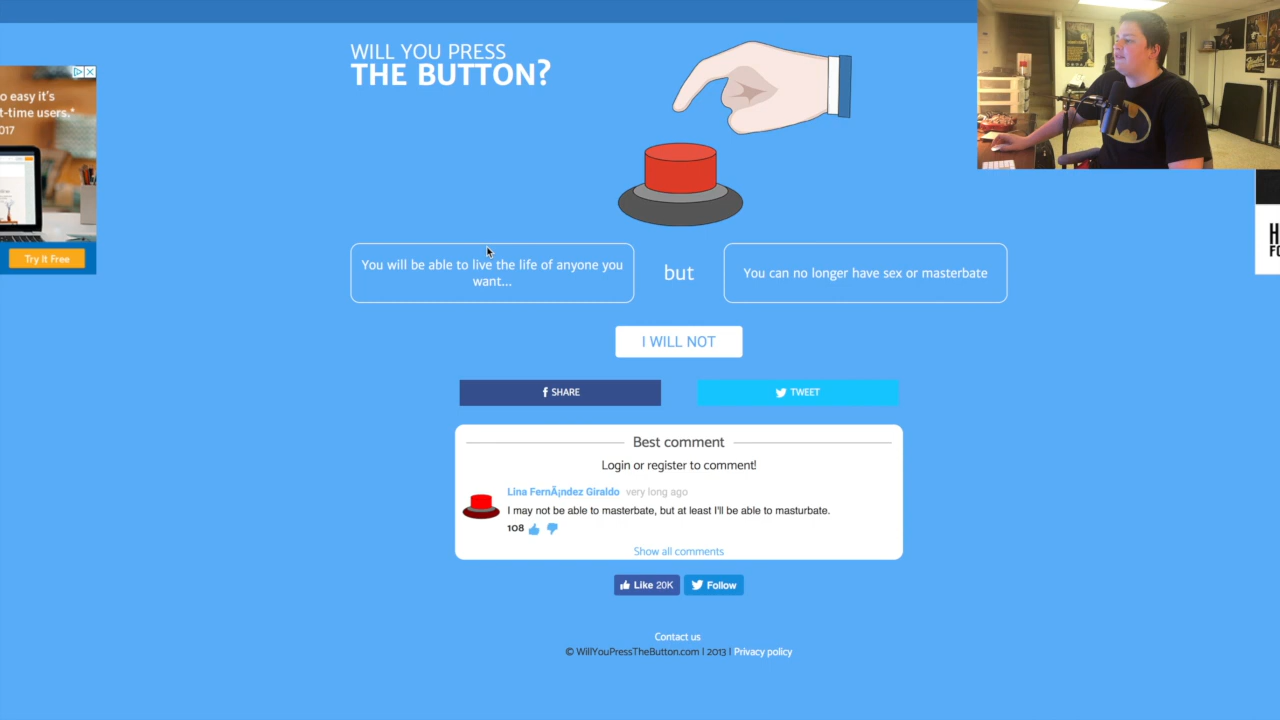 WILL YOU PRESS
THE BUTTON?
o easy it's
t-time users.*
017
Try It Free
You will be able to live the life of anyone you
want...
but
You can no longer have sex or masterbate
I WILL NOT
SHARE
TWEET
Best comment
Login or register to comment!
Lina FernÃ¡ndez Giraldo very long ago
I may not be able to masterbate, but at least I'll be able to masturbate.
108
Show all comments
Like 20K
Follow
Contact us
© WillYouPressTheButton.com | 2013 | Privacy policy
H
FO